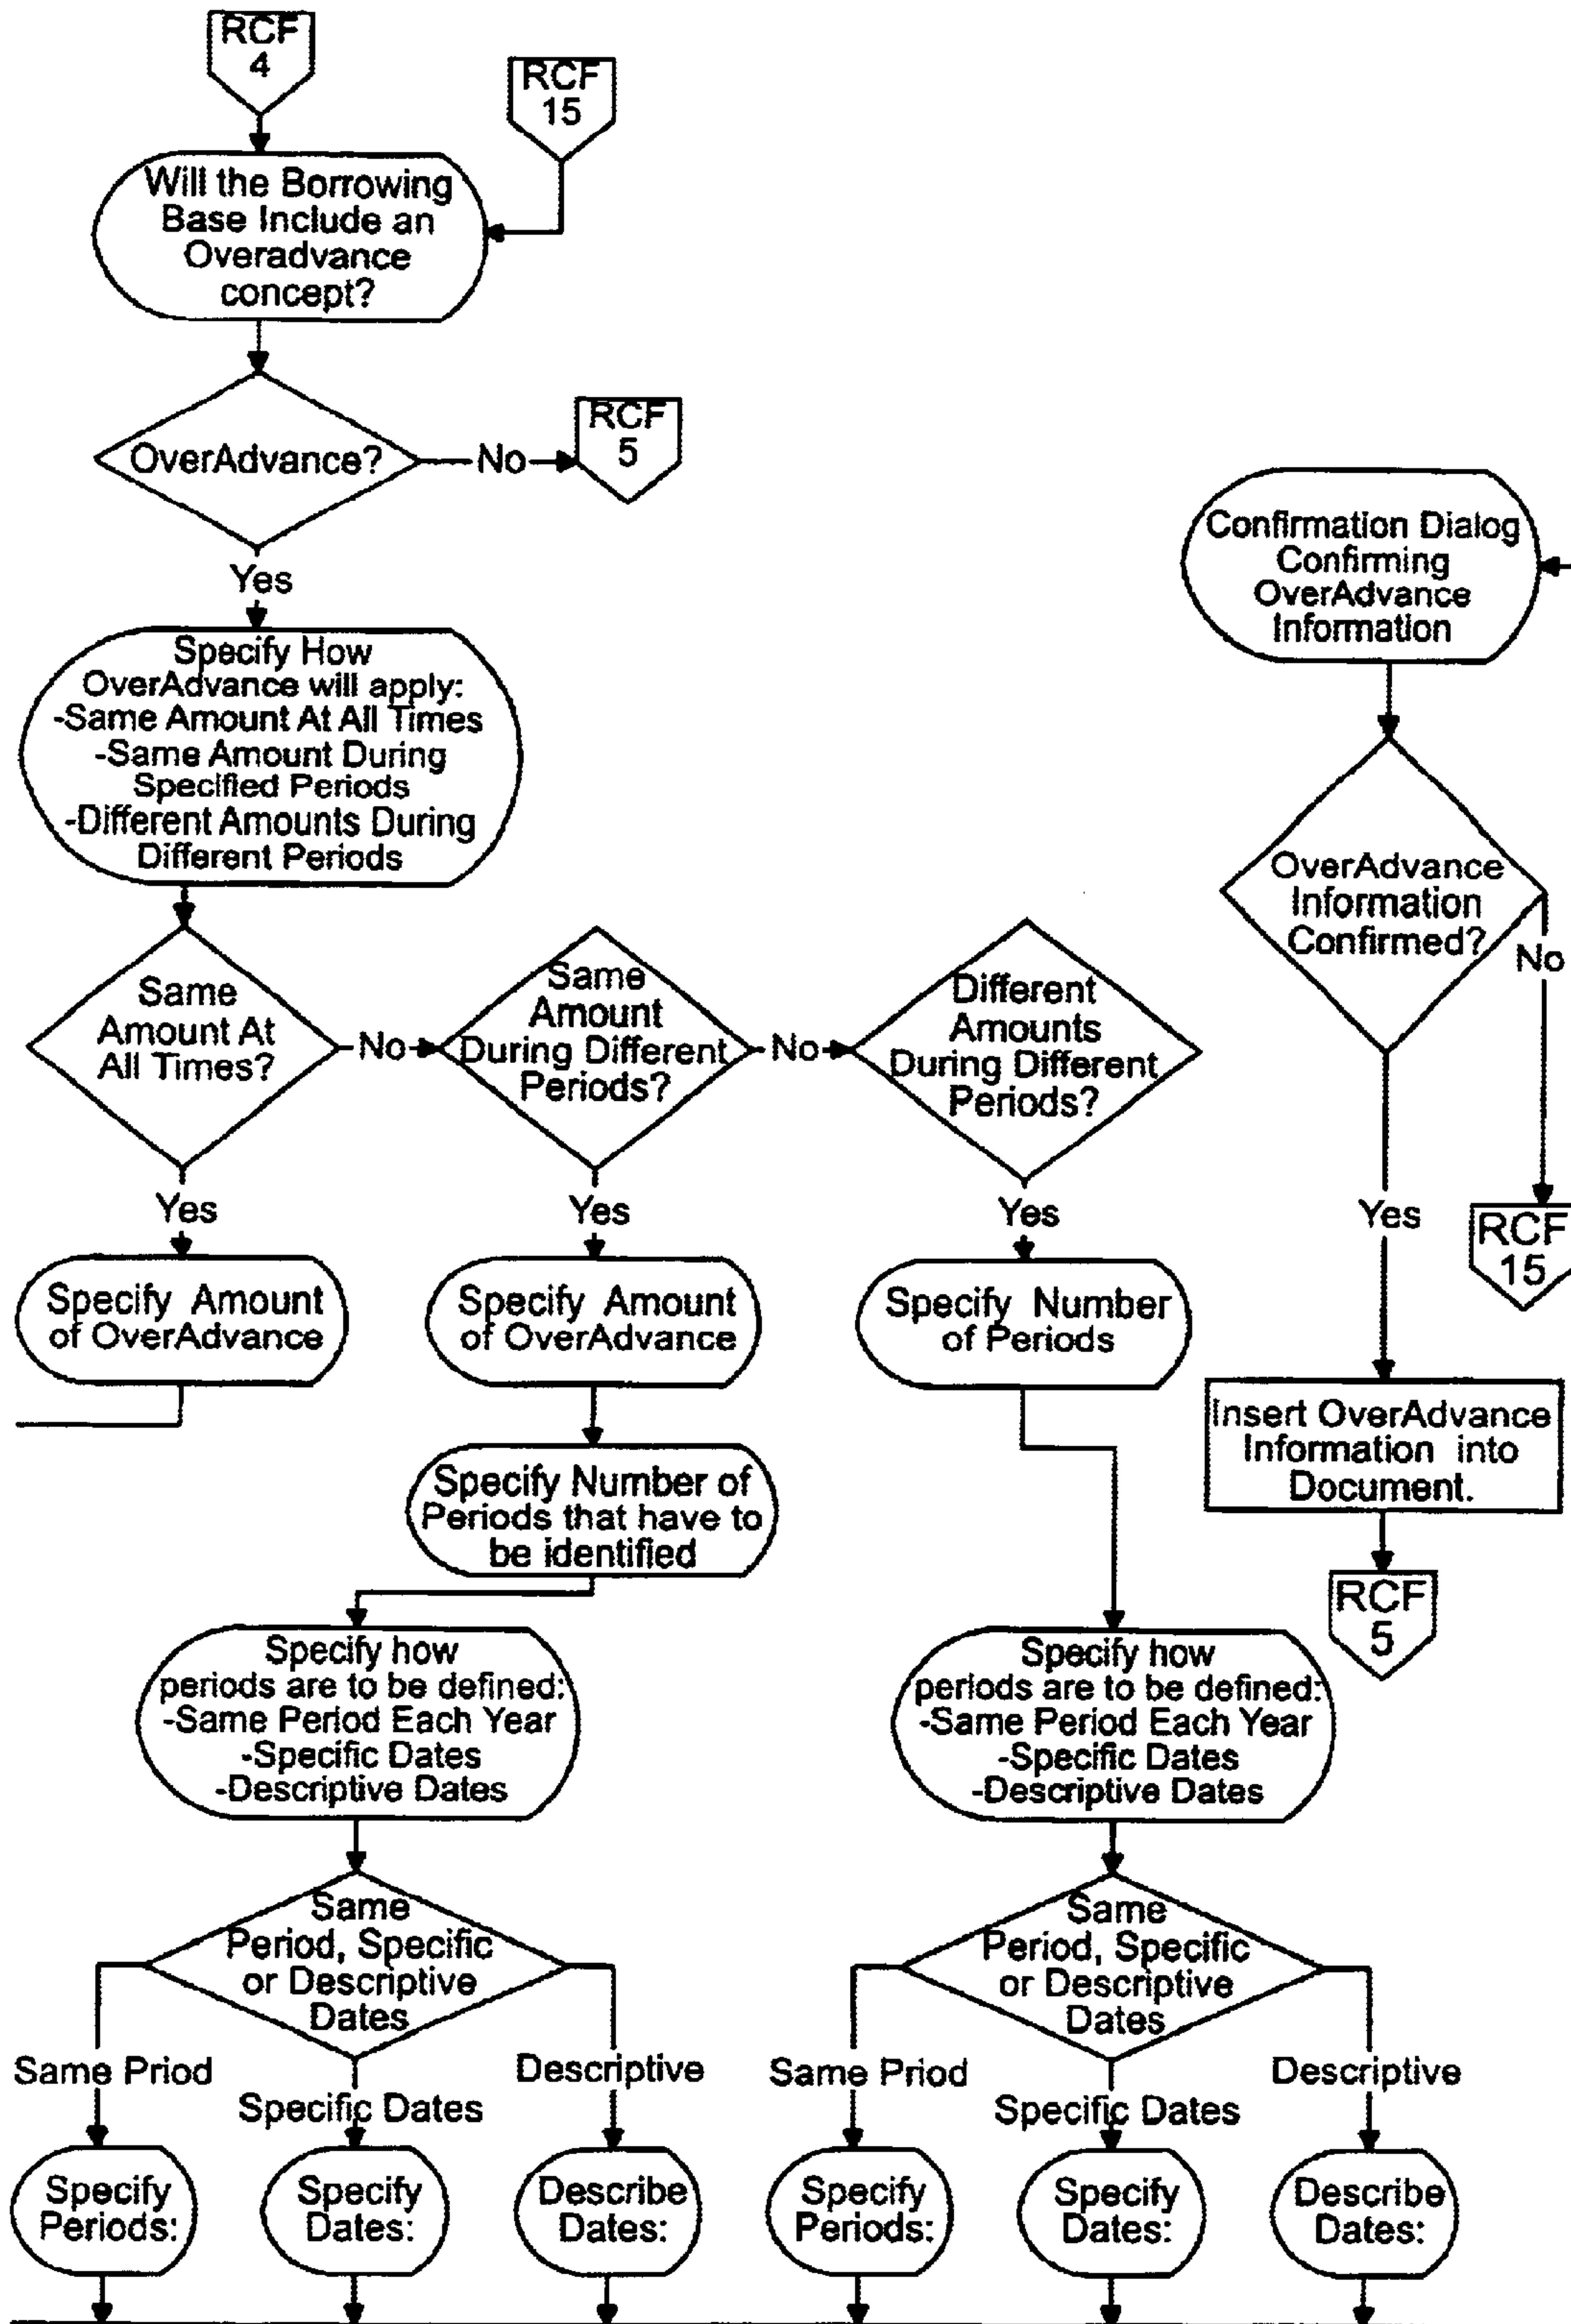 RCF
4
RCF
15
Will the Borrowing
Base Include an
Overadvance
concept?
OverAdvance?
No
RCF
5
Yes
Specify How
OverAdvance will apply:
-Same Amount At All Times
-Same Amount During
Specified Periods
-Different Amounts During
Different Periods
Same
Amount At
All Times?
No
Same
Amount
During Different
Periods?
No
Different
Amounts
During Different
Periods?
Yes
Yes
Yes
Specify Amount
of OverAdvance
Specify Amount
of OverAdvance
Specify Number
of Periods
Specify Number of
Periods that have to
be identified
Specify how
periods are to be defined:
-Same Period Each Year
-Specific Dates
-Descriptive Dates
Specify how
periods are to be defined:
-Same Period Each Year
-Specific Dates
-Descriptive Dates
Same
Period, Specific
or Descriptive
Dates
Same
Period, Specific
or Descriptive
Dates
Same Priod
Specific Dates
Descriptive
Same Priod
Specific Dates
Descriptive
Specify
Periods:
Specify
Dates:
Describe
Dates:
Specify
Periods:
Specify
Dates:
Describe
Dates:
Confirmation Dialog
Confirming
OverAdvance
Information
OverAdvance
Information
Confirmed?
No
Yes
RCF
15
Insert OverAdvance
Information into
Document.
RCF
5